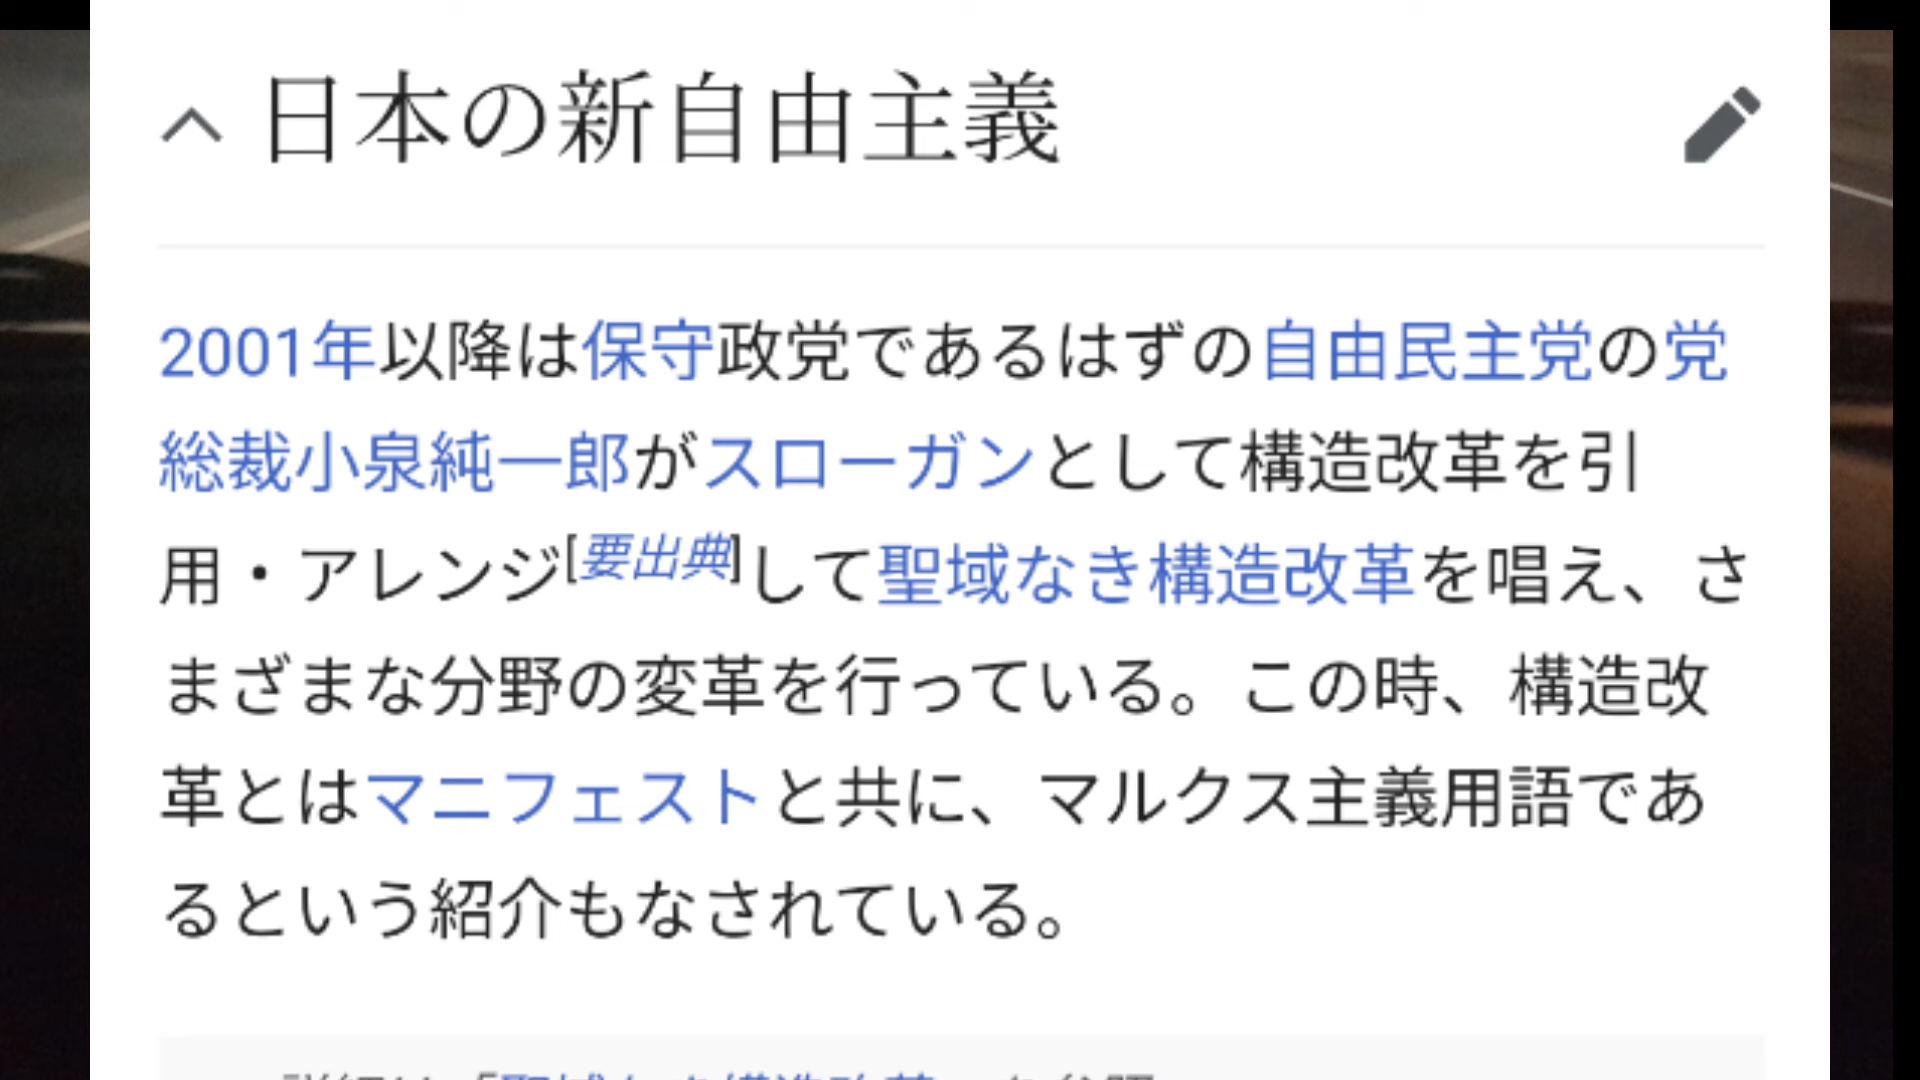 日本の新自由主義
2001年以降は保守政党であるはずの自由民主党の党
総裁小泉純一郎がスローガンとして構造改革を引
用・アレンジ[要出典]して聖域なき構造改革を唱え、さ
まざまな分野の変革を行っている。この時、構造改
革とはマニフェストと共に、マルクス主義用語であ
るという紹介もなされている。